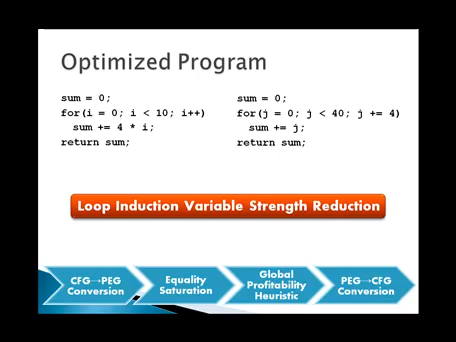 Optimized Program
sum = 0;
for(i = 0; i < 10; i++)
sum += 4 * i;
return sum;
sum = 0;
for(j = 0; j < 40; j += 4)
sum += j;
return sum;
Loop Induction Variable Strength Reduction
CFG→PEG
Conversion
Equality
Saturation
Global
Profitability
Heuristic
PEG→CFG
Conversion